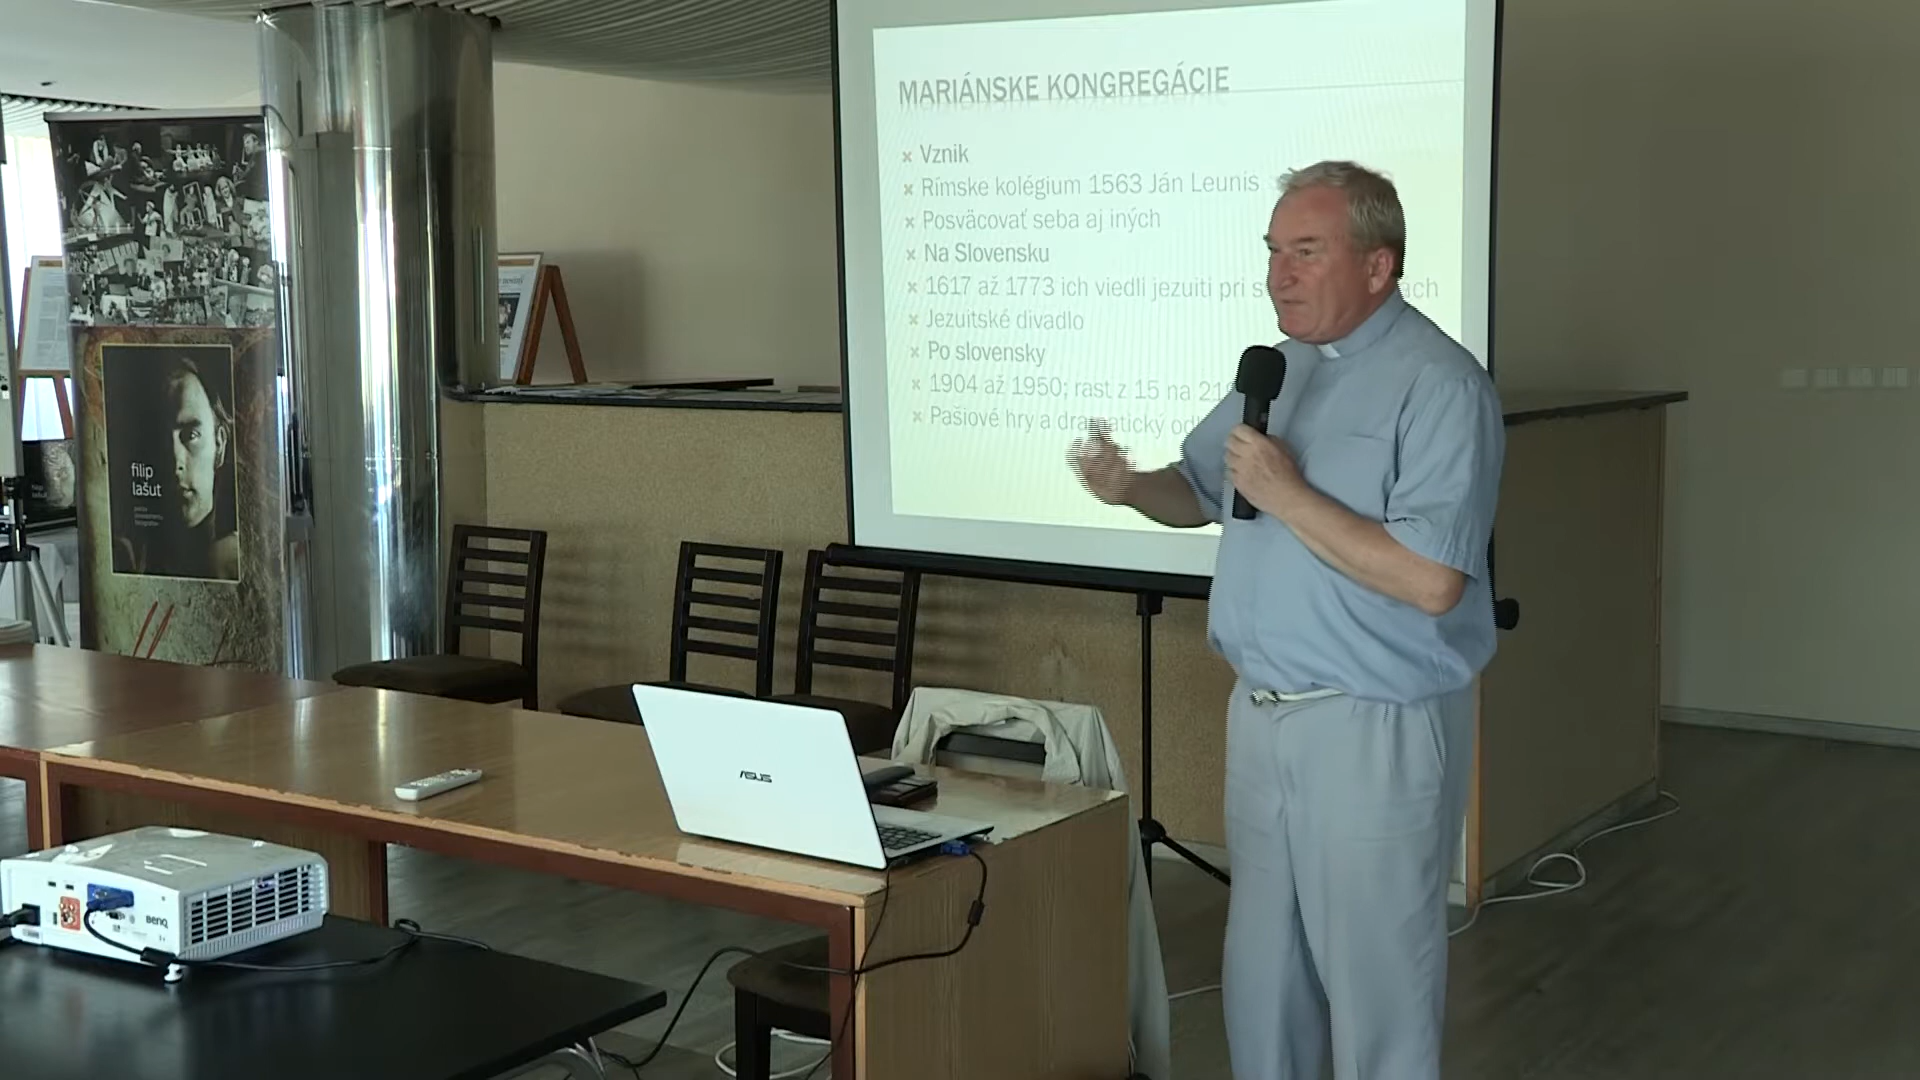 MARIÁNSKE KONGREGÁCIE
Vznik
Rímske kolégium 1563 Ján Leunis
Posväcovať seba aj iných
Na Slovensku
1617 až 1773 ich viedli jezuiti pri
Jezuitské divadlo
Po slovensky
1904 až 1950; rast z 15 na
Pašiové hry a dramatický
filip
lašut
ASUS
BenQ